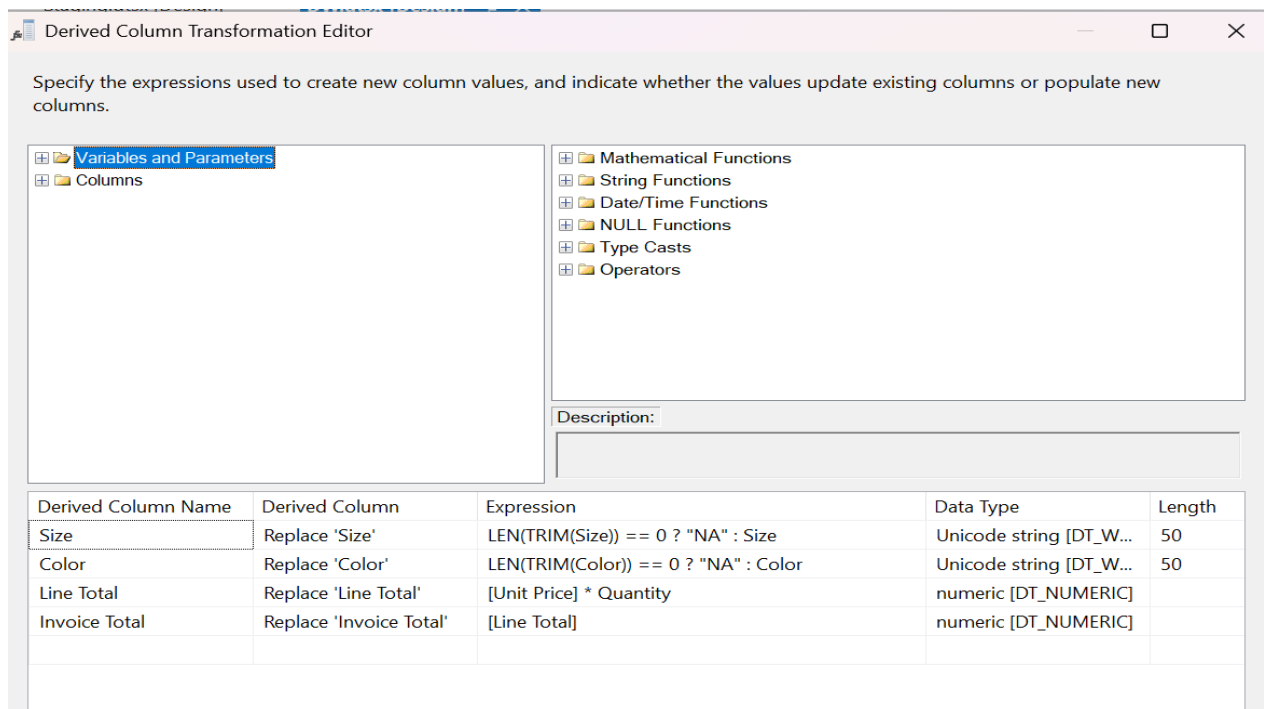 Derived Column Transformation Editor
Specify the expressions used to create new column values, and indicate whether the values update existing columns or populate new
columns.
Variables and Parameters
Columns
Mathematical Functions
String Functions
Date/Time Functions
NULL Functions
Type Casts
Operators
Description:
Derived Column Name Derived Column Expression Data Type Length
Size Replace 'Size' LEN(TRIM(Size)) == 0 ? "NA" : Size Unicode string [DT_W... 50
Color Replace 'Color' LEN(TRIM(Color)) == 0 ? "NA" : Color Unicode string [DT_W... 50
Line Total Replace 'Line Total' [Unit Price] * Quantity numeric [DT_NUMERIC]
Invoice Total Replace 'Invoice Total' [Line Total] numeric [DT_NUMERIC]